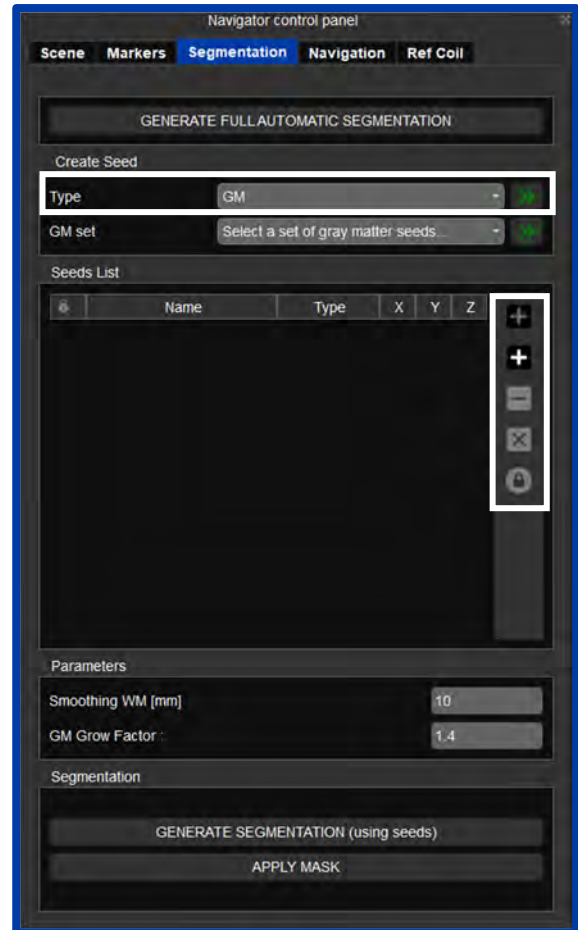 Navigator control panel
Scene Markers Segmentation Navigation Ref Coil
GENERATE FULL AUTOMATIC SEGMENTATION
Create Seed
Type GM
GM set Select a set of gray matter seeds...
Seeds List
Name Type X Y Z
Parameters
Smoothing WM [mm] 10
GM Grow Factor : 1.4
Segmentation
GENERATE SEGMENTATION (using seeds)
APPLY MASK